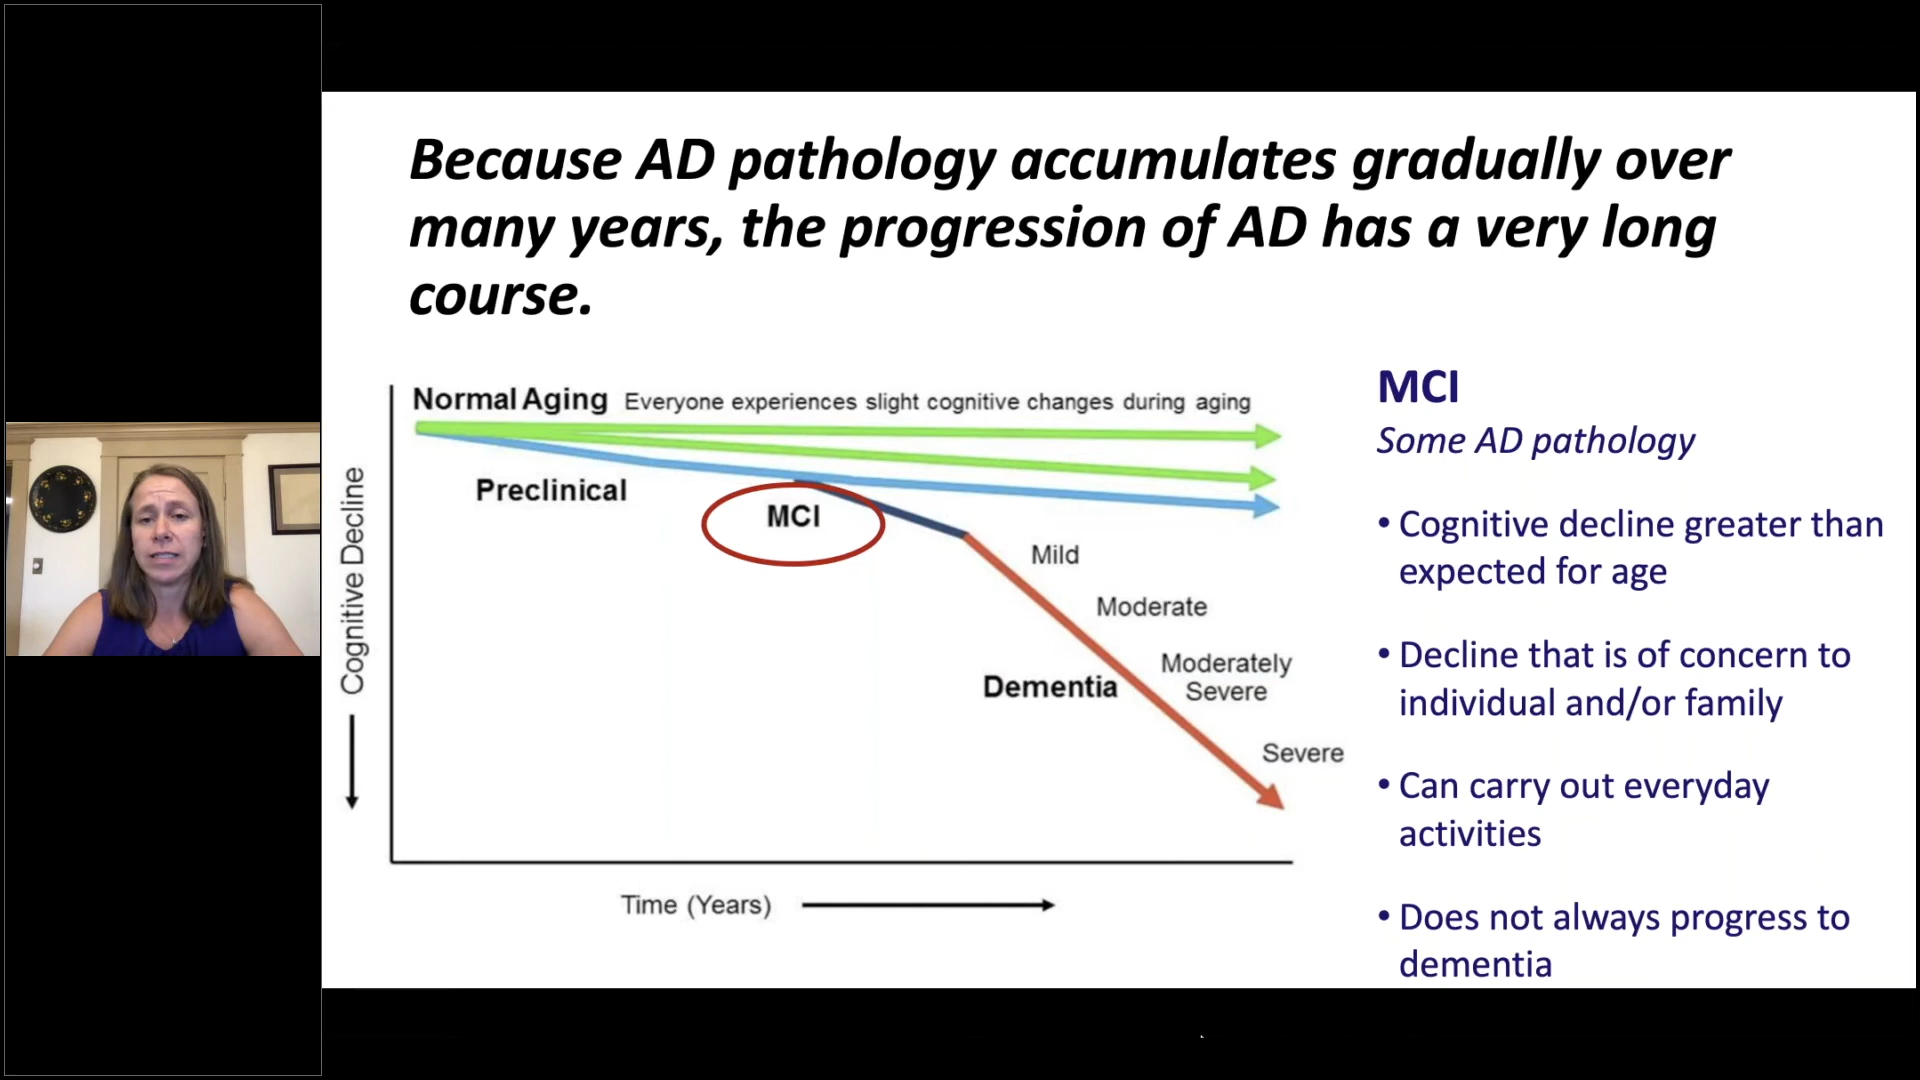 Because AD pathology accumulates gradually over
many years, the progression of AD has a very long
course.
Normal Aging Everyone experiences slight cognitive changes during aging
Preclinical
MCI
Mild
Moderate
Moderately
Severe
Dementia
Severe
Cognitive Decline
Time (Years)
MCI
Some AD pathology
• Cognitive decline greater than
expected for age
• Decline that is of concern to
individual and/or family
• Can carry out everyday
activities
• Does not always progress to
dementia